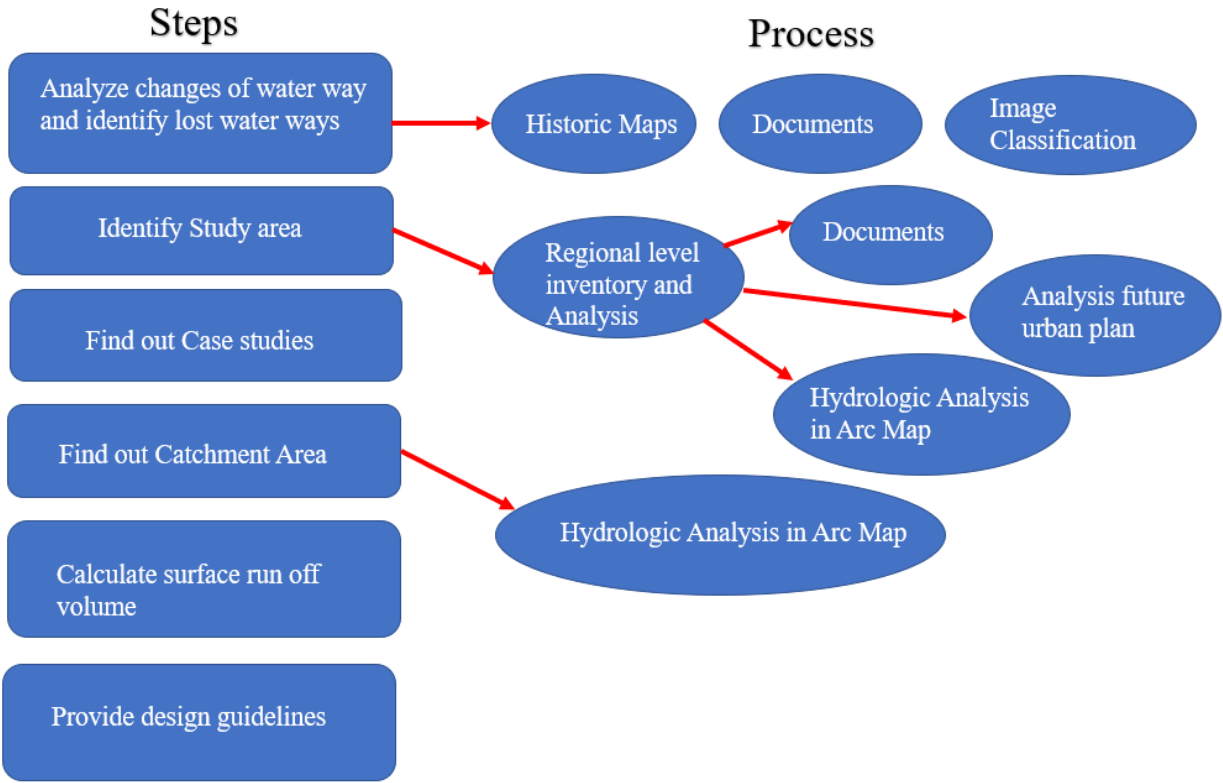 Steps
Process
Analyze changes of water way
and identify lost water ways
Historic Maps
Documents
Image
Classification
Identify Study area
Regional level
inventory and
Analysis
Documents
Analysis future
urban plan
Hydrologic Analysis
in Arc Map
Find out Case studies
Find out Catchment Area
Hydrologic Analysis in Arc Map
Calculate surface run off
volume
Provide design guidelines